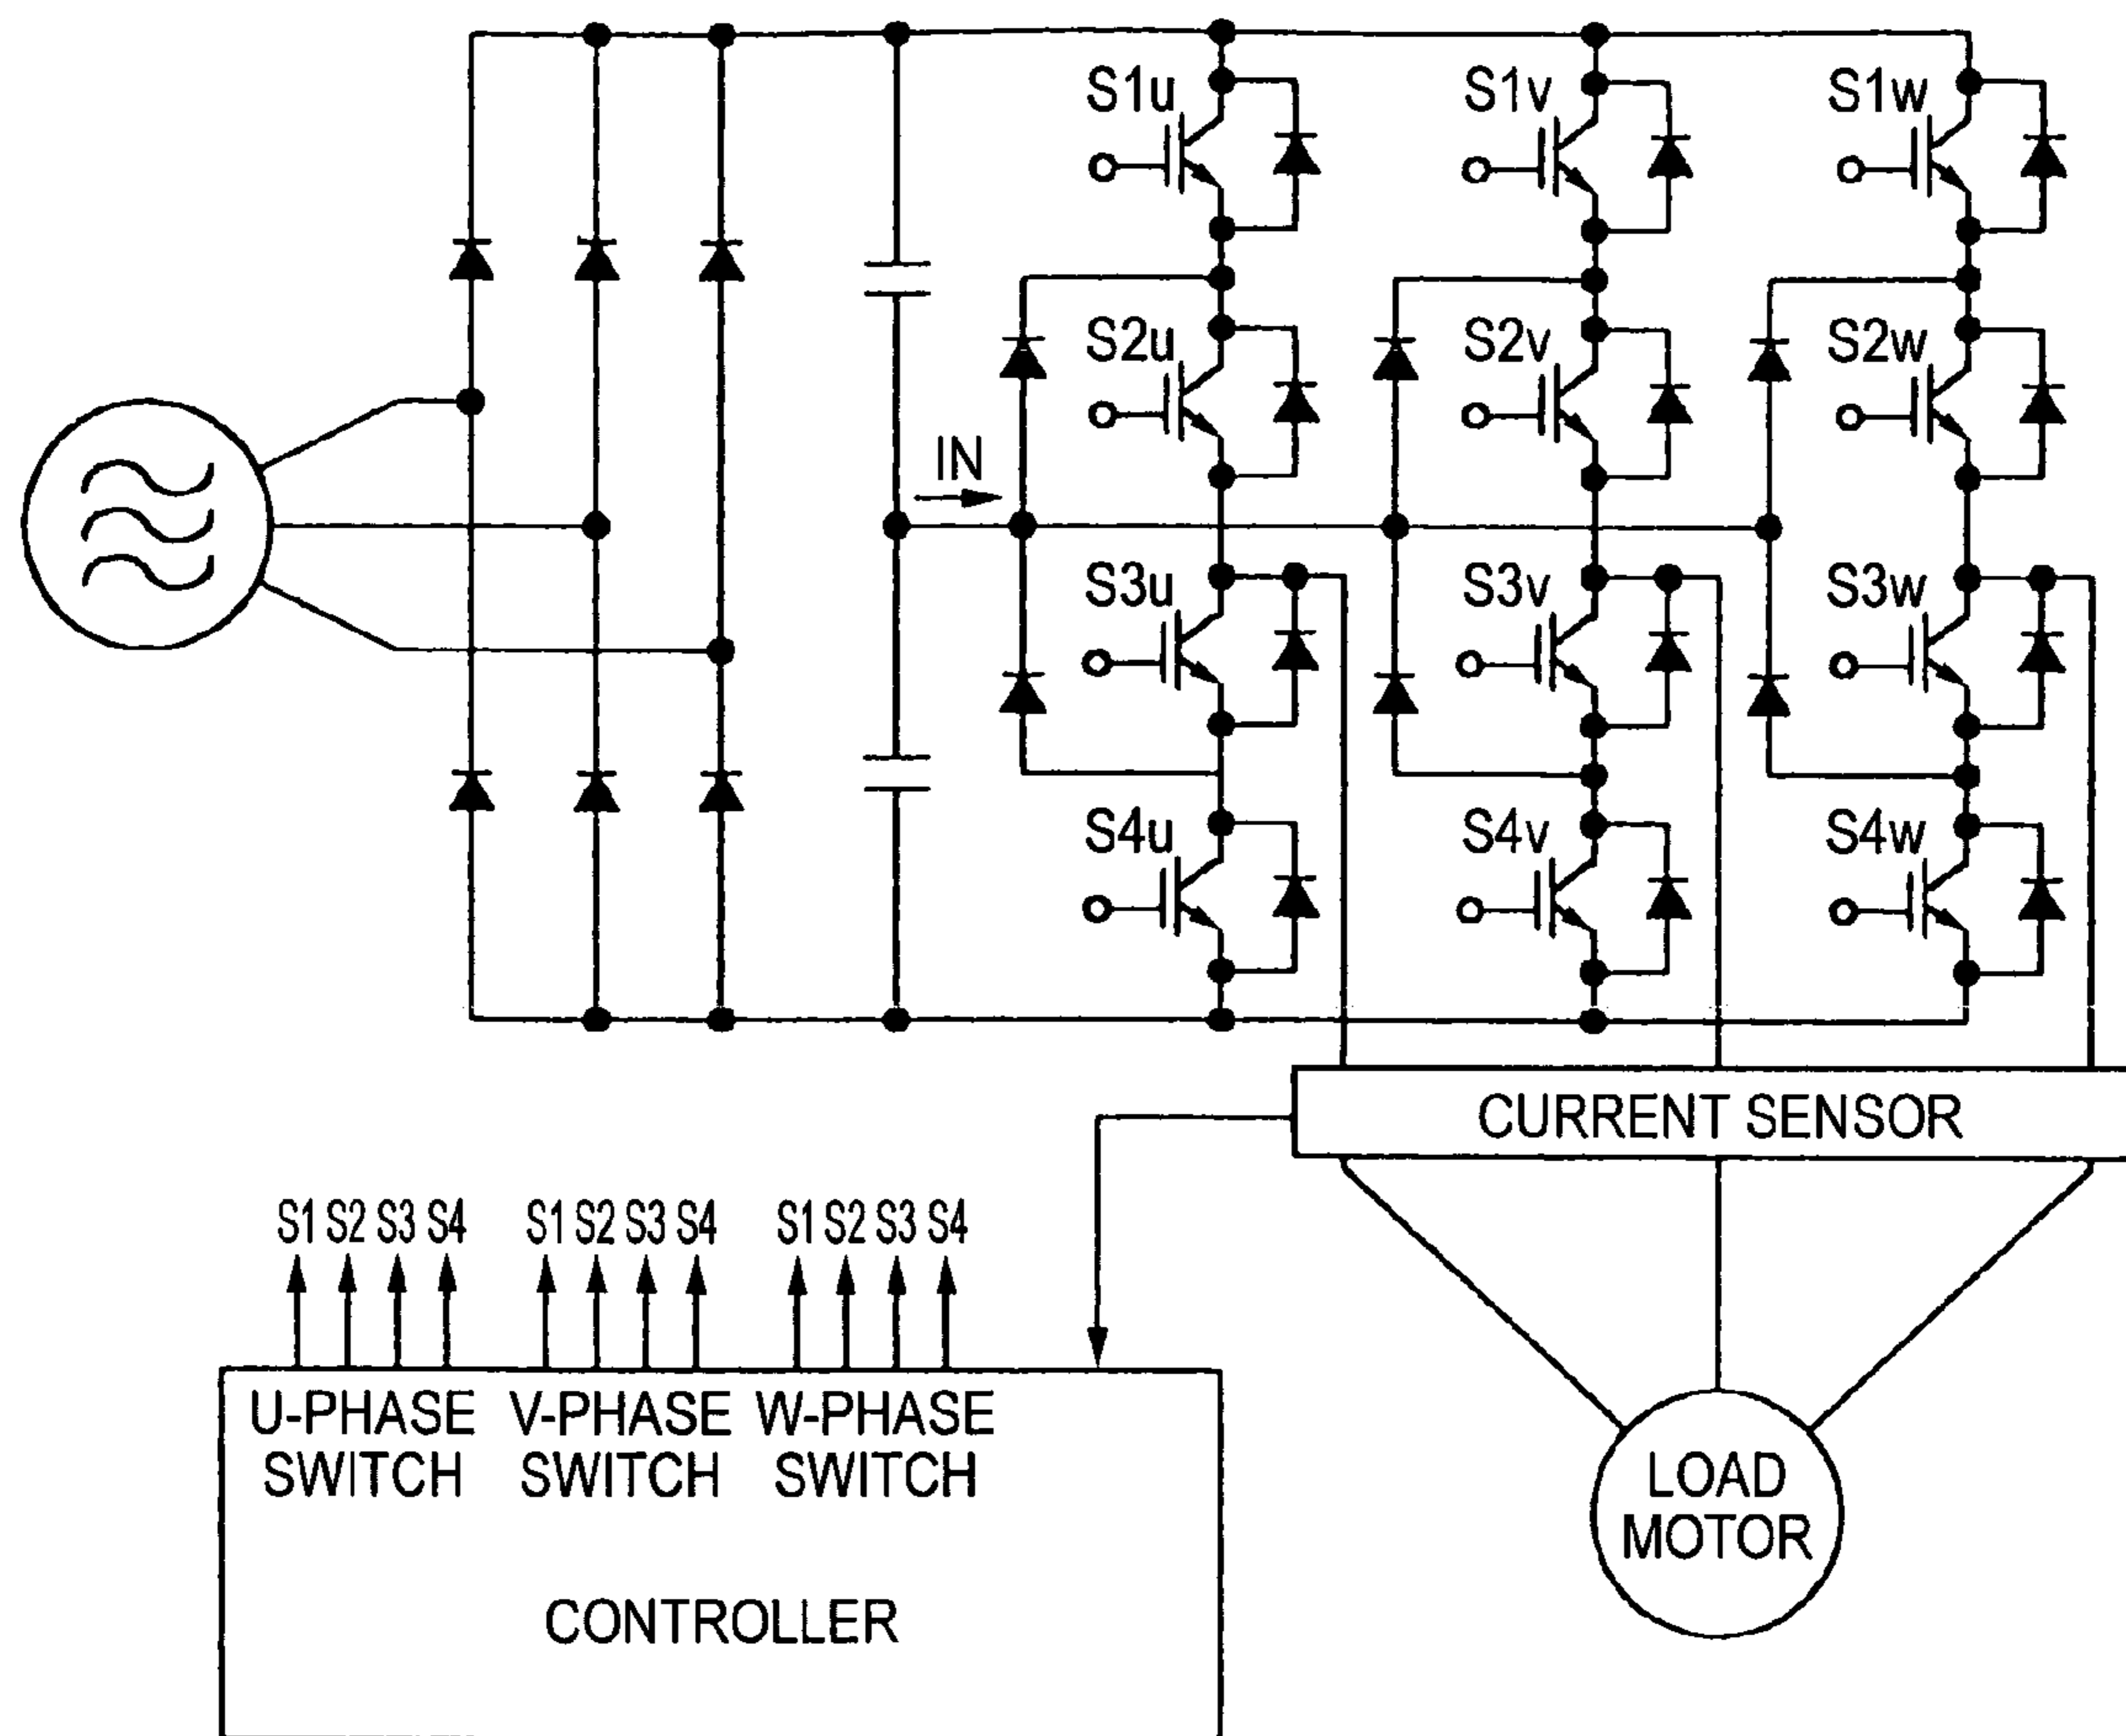 S1u S1v S1w
S2u S2v S2w
IN
S3u S3v S3w
S4u S4v S4w
CURRENT SENSOR
S1 S2 S3 S4 S1 S2 S3 S4 S1 S2 S3 S4
U-PHASE V-PHASE W-PHASE
SWITCH SWITCH SWITCH
LOAD
MOTOR
CONTROLLER